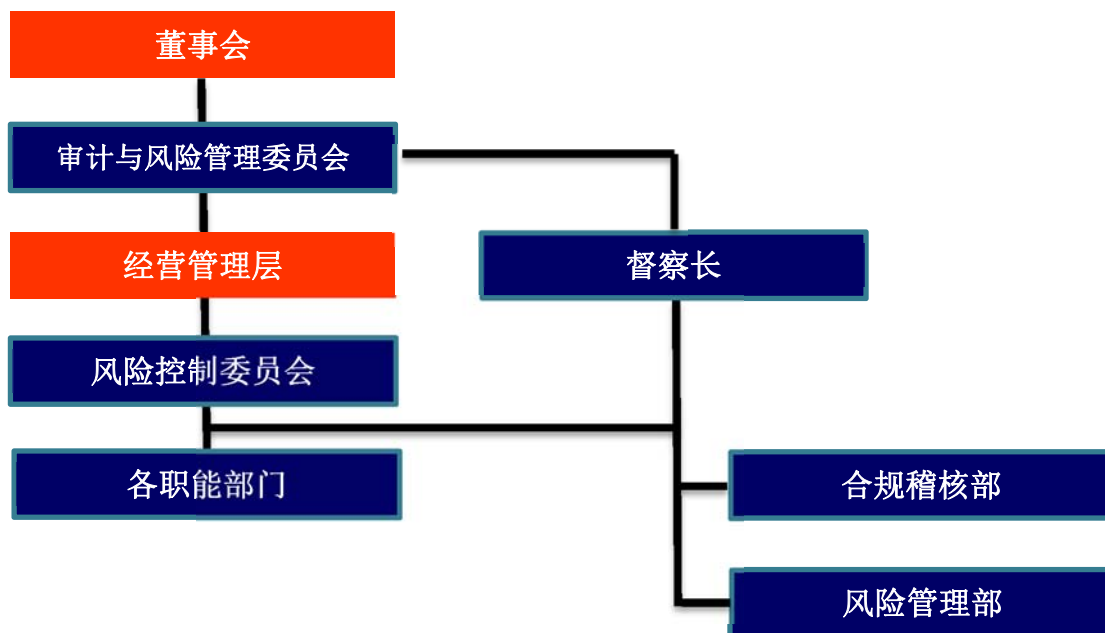 董事会
审计与风险管理委员会
经营管理层
督察长
风险控制委员会
各职能部门
合规稽核部
风险管理部